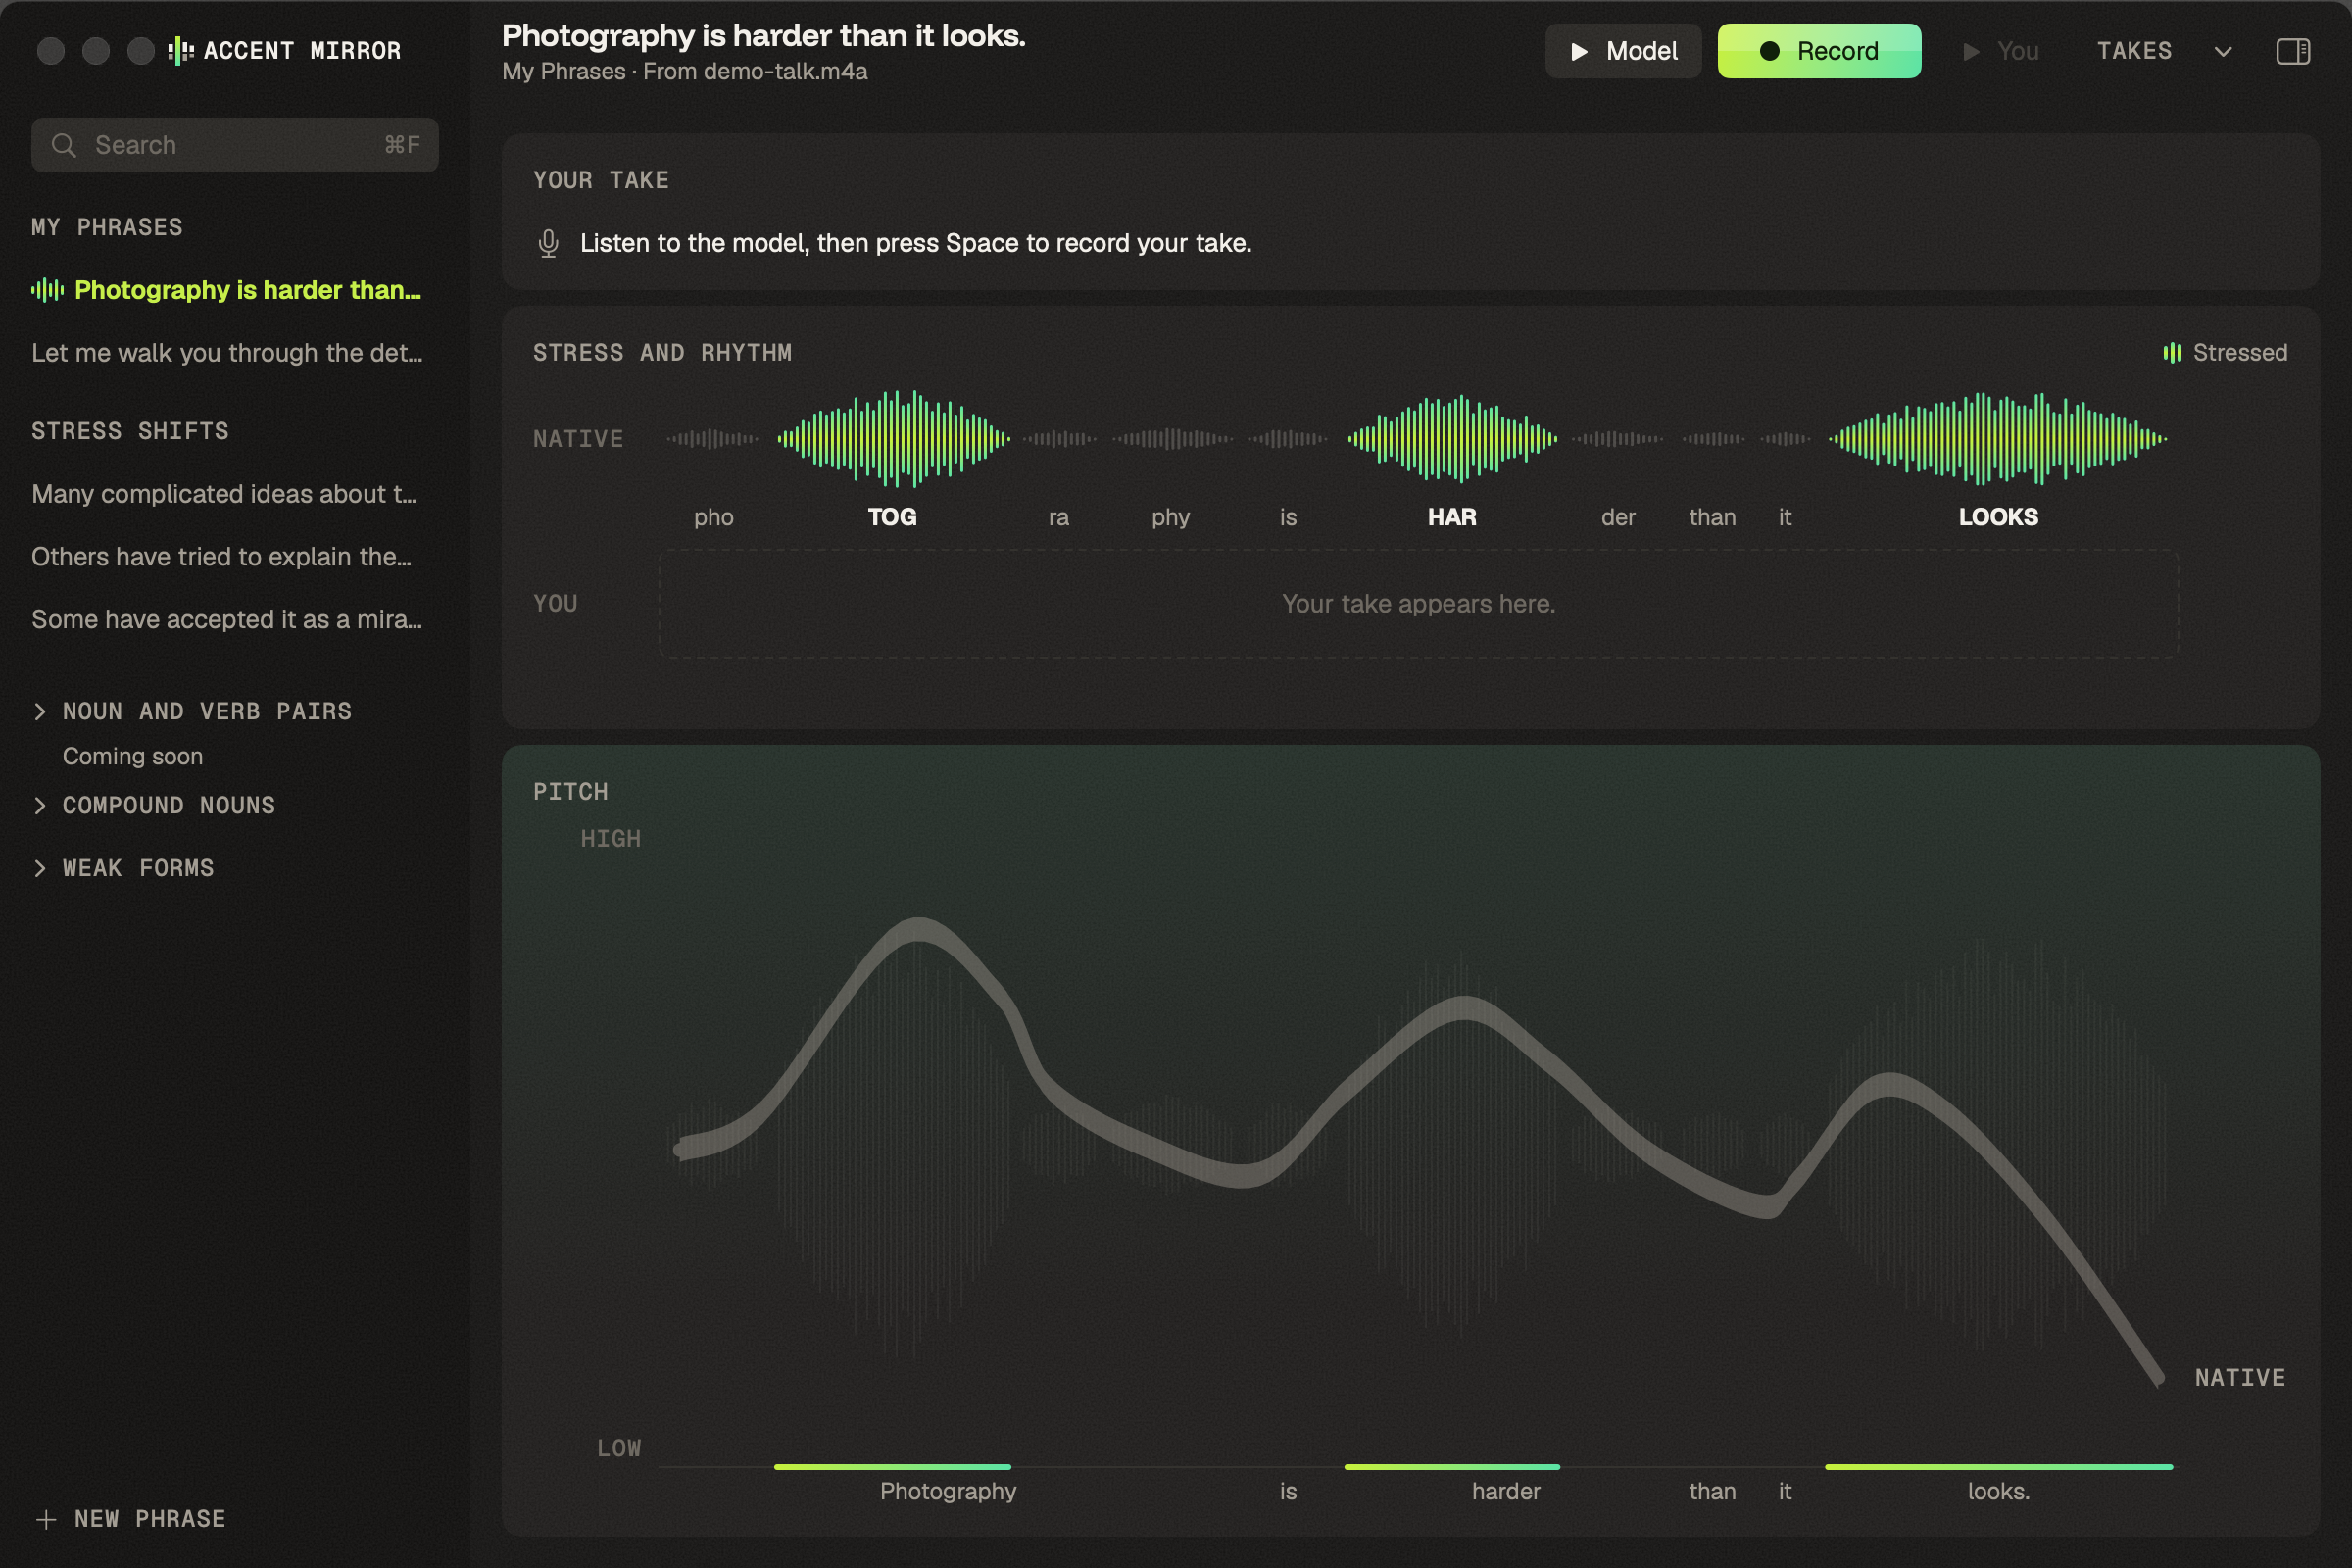 ACCENT MIRROR
Search ⌘F
MY PHRASES
Photography is harder than...
Let me walk you through the det...
STRESS SHIFTS
Many complicated ideas about t...
Others have tried to explain the...
Some have accepted it as a mira...
NOUN AND VERB PAIRS
Coming soon
COMPOUND NOUNS
WEAK FORMS
NEW PHRASE
Photography is harder than it looks.
My Phrases · From demo-talk.m4a
Model Record You TAKES
YOUR TAKE
Listen to the model, then press Space to record your take.
STRESS AND RHYTHM Stressed
NATIVE
pho TOG ra phy is HAR der than it LOOKS
YOU Your take appears here.
PITCH
HIGH
NATIVE
LOW
Photography is harder than it looks.